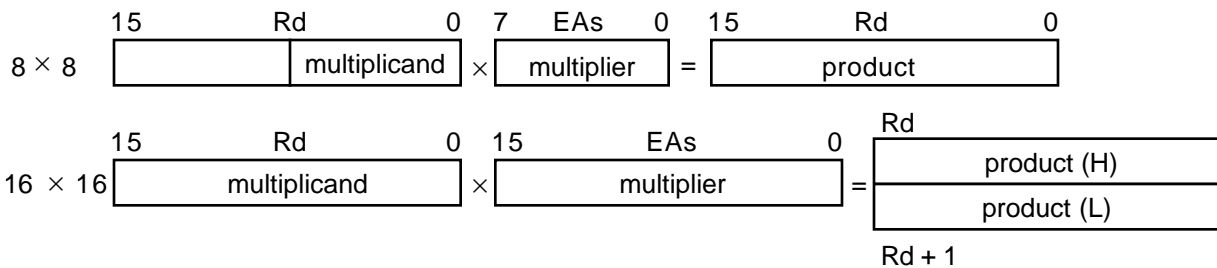 15 Rd 0 7 EAs 0 15 Rd 0
8 × 8 multiplicand × multiplier = product
15 Rd 0 15 EAs 0 Rd
16 × 16 multiplicand × multiplier = product (H)
product (L)
Rd + 1